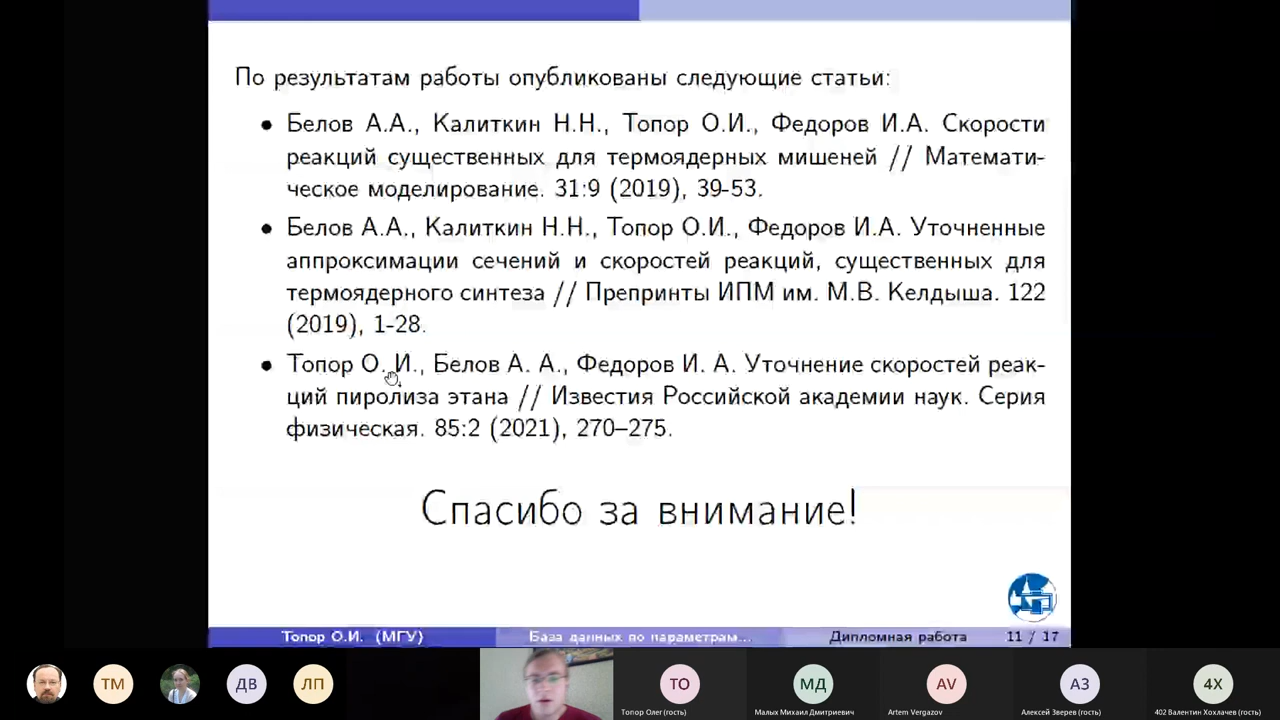 По результатам работы опубликованы следующие статьи:
• Белов А.А., Калиткин Н.Н., Топор О.И., Федоров И.А. Скорости
реакций существенных для термоядерных мишеней // Математи-
ческое моделирование. 31:9 (2019), 39-53.
• Белов А.А., Калиткин Н.Н., Топор О.И., Федоров И.А. Уточненные
аппроксимации сечений и скоростей реакций, существенных для
термоядерного синтеза // Препринты ИПМ им. М.В. Келдыша. 122
(2019), 1-28.
• Топор О. И., Белов А. А., Федоров И. А. Уточнение скоростей реак-
ций пиролиза этана // Известия Российской академии наук. Серия
физическая. 85:2 (2021), 270–275.
Спасибо за внимание!
Топор О.И. (МГУ) База данных по параметрам... Дипломная работа 11 / 17
ТМ ДВ ЛП ТО МД AV АЗ 4Х
Топор Олег (гость) Малых Михаил Дмитриевич Artem Vergazov Алексей Зверев (гость) 402 Валентин Хохлачев (гость)